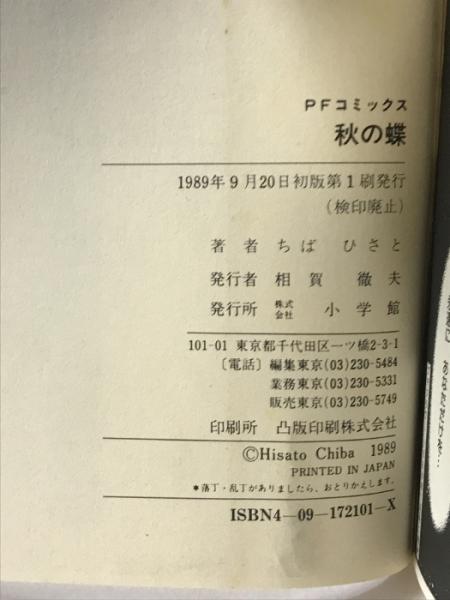 PFコミックス
秋の蝶
1989年9月20日初版第1刷発行
(検印廃止)
著者 ちば ひさと
発行者 相賀 徹夫
発行所 株式会社 小学館
101-01 東京都千代田区一ツ橋2-3-1
〔電話〕編集東京(03)230-5484
業務東京(03)230-5331
販売東京(03)230-5749
印刷所 凸版印刷株式会社
©Hisato Chiba 1989
PRINTED IN JAPAN
*落丁・乱丁がありましたら、おとりかえします。
ISBN4-09-172101-X